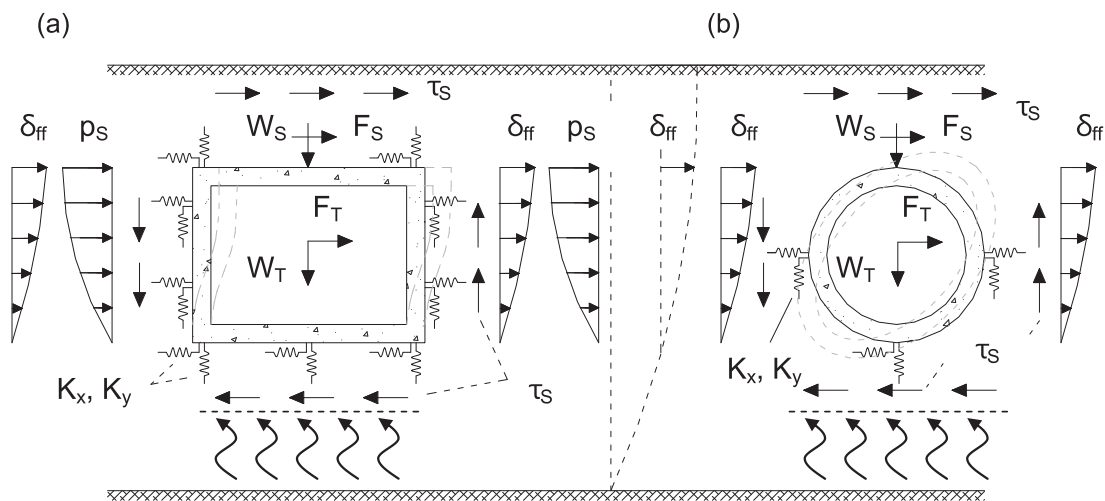 (a)
(b)
τS
τS
WS FS
WS FS
δff pS
δff pS
δff
δff
δff
FT
FT
WT
WT
τS
Kx, Ky
τS
Kx, Ky